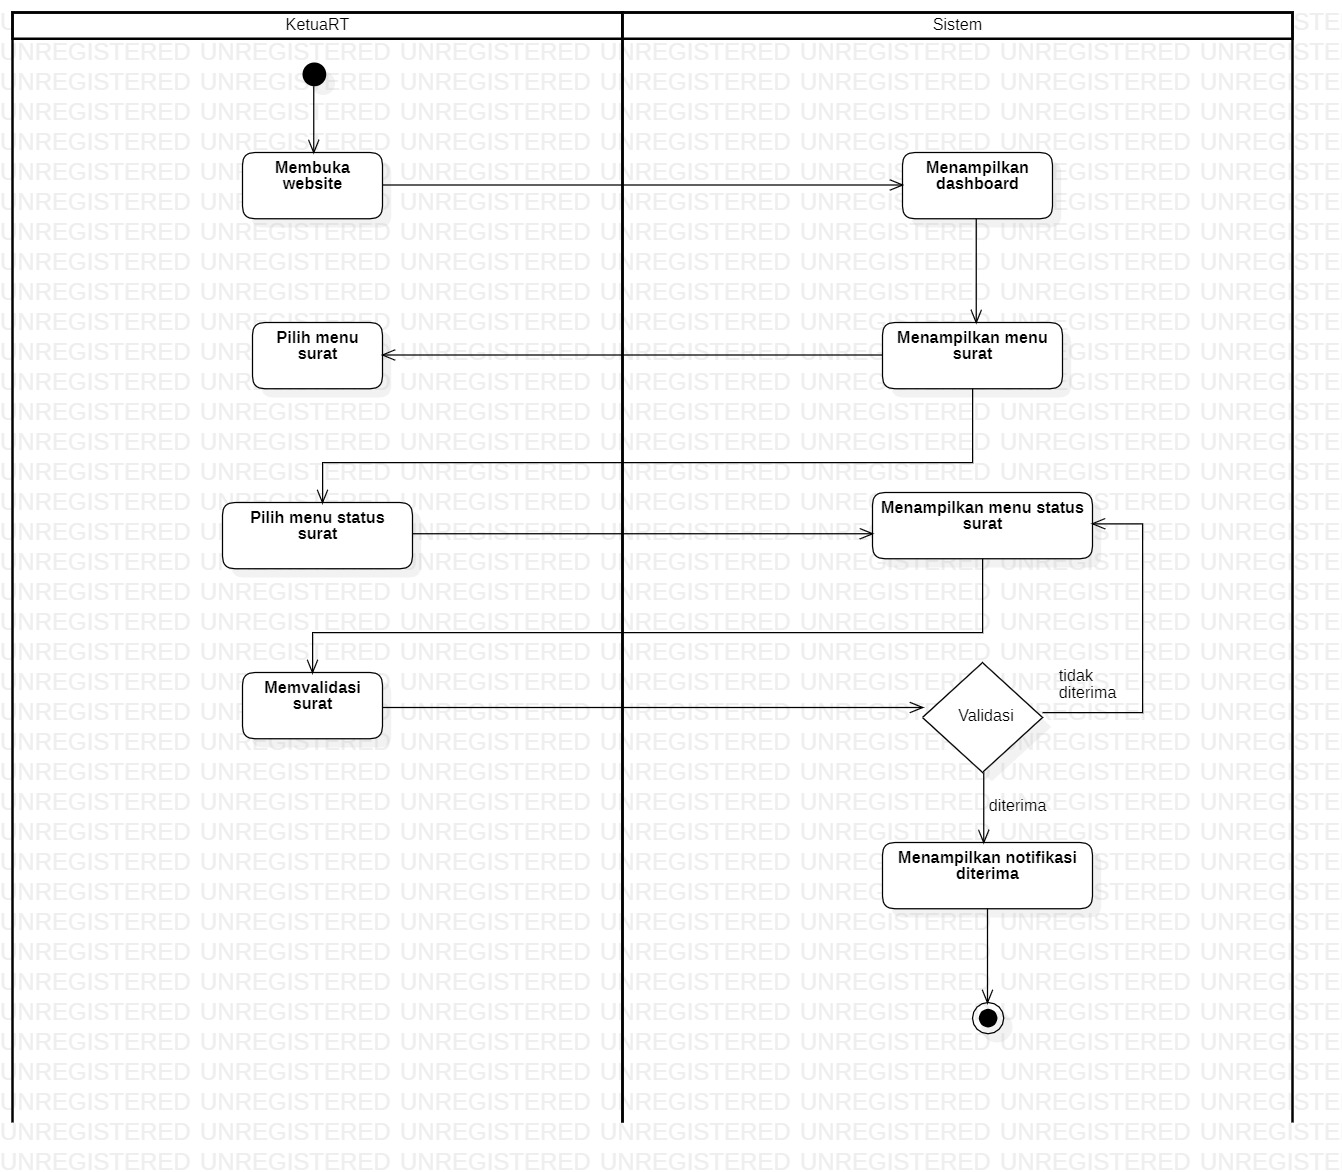 KetuaRT
Sistem
Membuka
website
Menampilkan
dashboard
Pilih menu
surat
Menampilkan menu
surat
Pilih menu status
surat
Menampilkan menu status
surat
Memvalidasi
surat
Validasi
tidak
diterima
diterima
Menampilkan notifikasi
diterima
UNREGISTERED